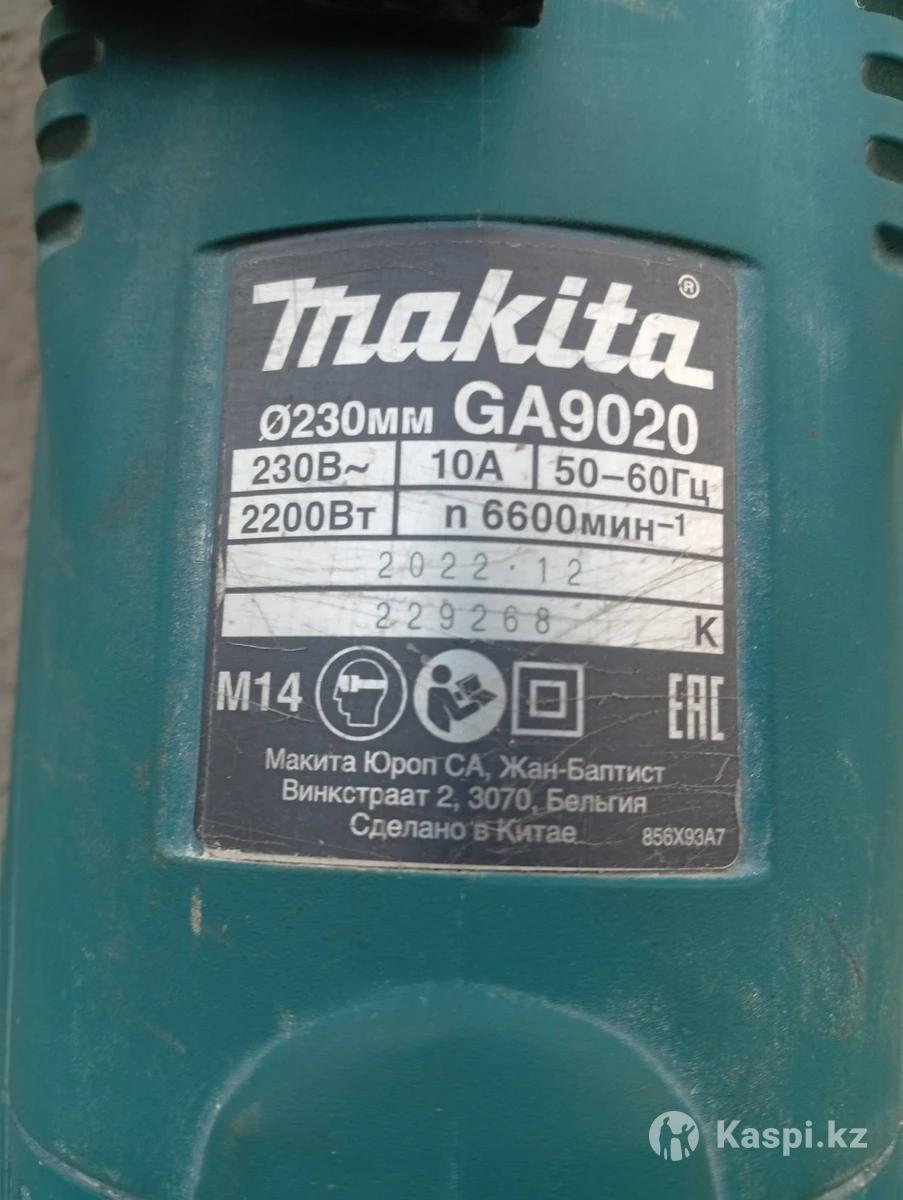 makita®
Ø230мм GA9020
230В~ 10А 50–60Гц
2200Вт n 6600мин⁻¹
2022.12
229268 K
M14 EAC
Макита Юроп СА, Жан-Баптист
Винкстраат 2, 3070, Бельгия
Сделано в Китае 856X93A7
Kaspi.kz